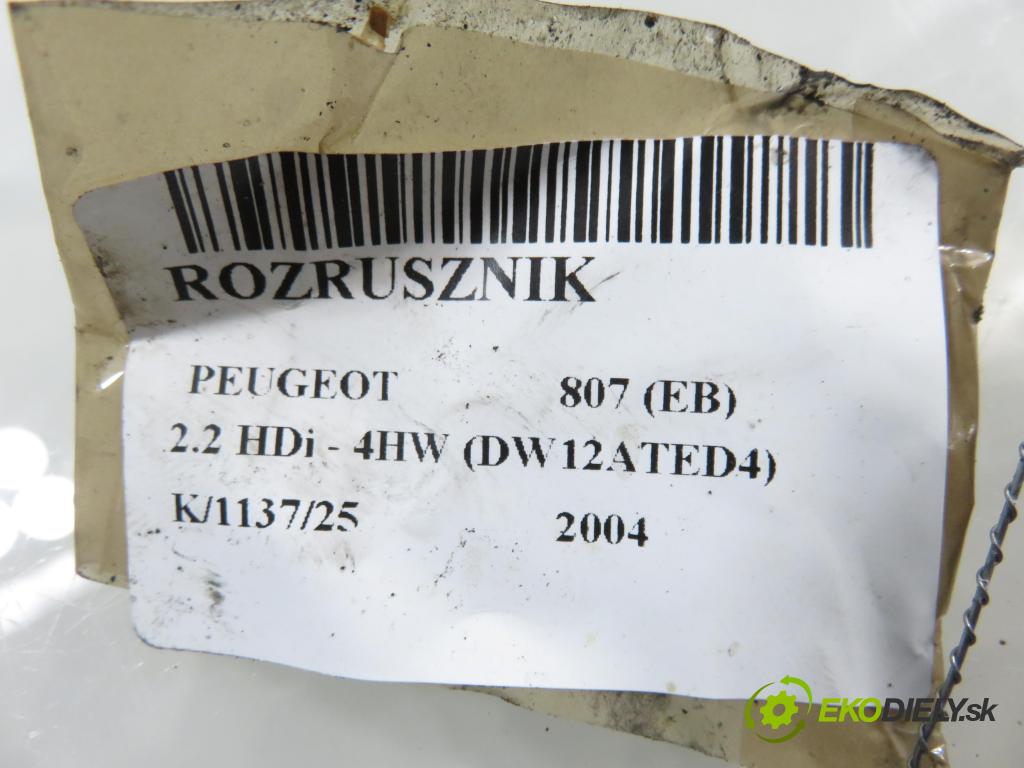 ROZRUSZNIK
PEUGEOT 807 (EB)
2.2 HDi - 4HW (DW12ATED4)
K/1137/25 2004
EKODIELY.sk